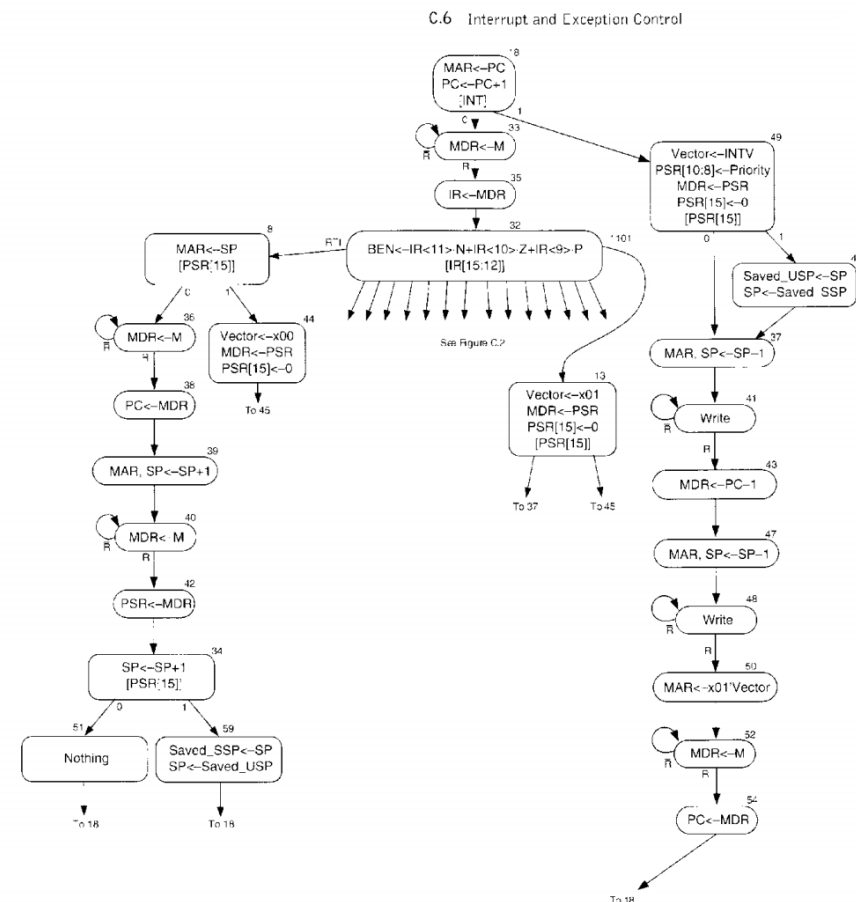 C.6 Interrupt and Exception Control
18
MAR<–PC
PC<–PC+1
[INT]
1
33
MDR<–M
R̅
R
35
IR<–MDR
32
BEN<–IR<11>·N+IR<10>·Z+IR<9>·P
[IR[15:12]]
RTI
1101
See Figure C.2
49
Vector<–INTV
PSR[10:8]<–Priority
MDR<–PSR
PSR[15]<–0
[PSR[15]]
0
1
4
Saved_USP<–SP
SP<–Saved SSP
37
MAR, SP<–SP–1
41
Write
R̅
R
43
MDR<–PC–1
47
MAR, SP<–SP–1
48
Write
R̅
R
50
MAR<–x01'Vector
52
MDR<–M
R̅
R
54
PC<–MDR
To 18
8
MAR<–SP
[PSR[15]]
1
36
MDR<–M
R̅
R
44
Vector<–x00
MDR<–PSR
PSR[15]<–0
To 45
38
PC<–MDR
39
MAR, SP<–SP+1
40
MDR<–M
R̅
R
42
PSR<–MDR
34
SP<–SP+1
[PSR[15]]
0
1
51
Nothing
To 18
59
Saved_SSP<–SP
SP<–Saved_USP
To 18
13
Vector<–x01
MDR<–PSR
PSR[15]<–0
[PSR[15]]
To 37
To 45